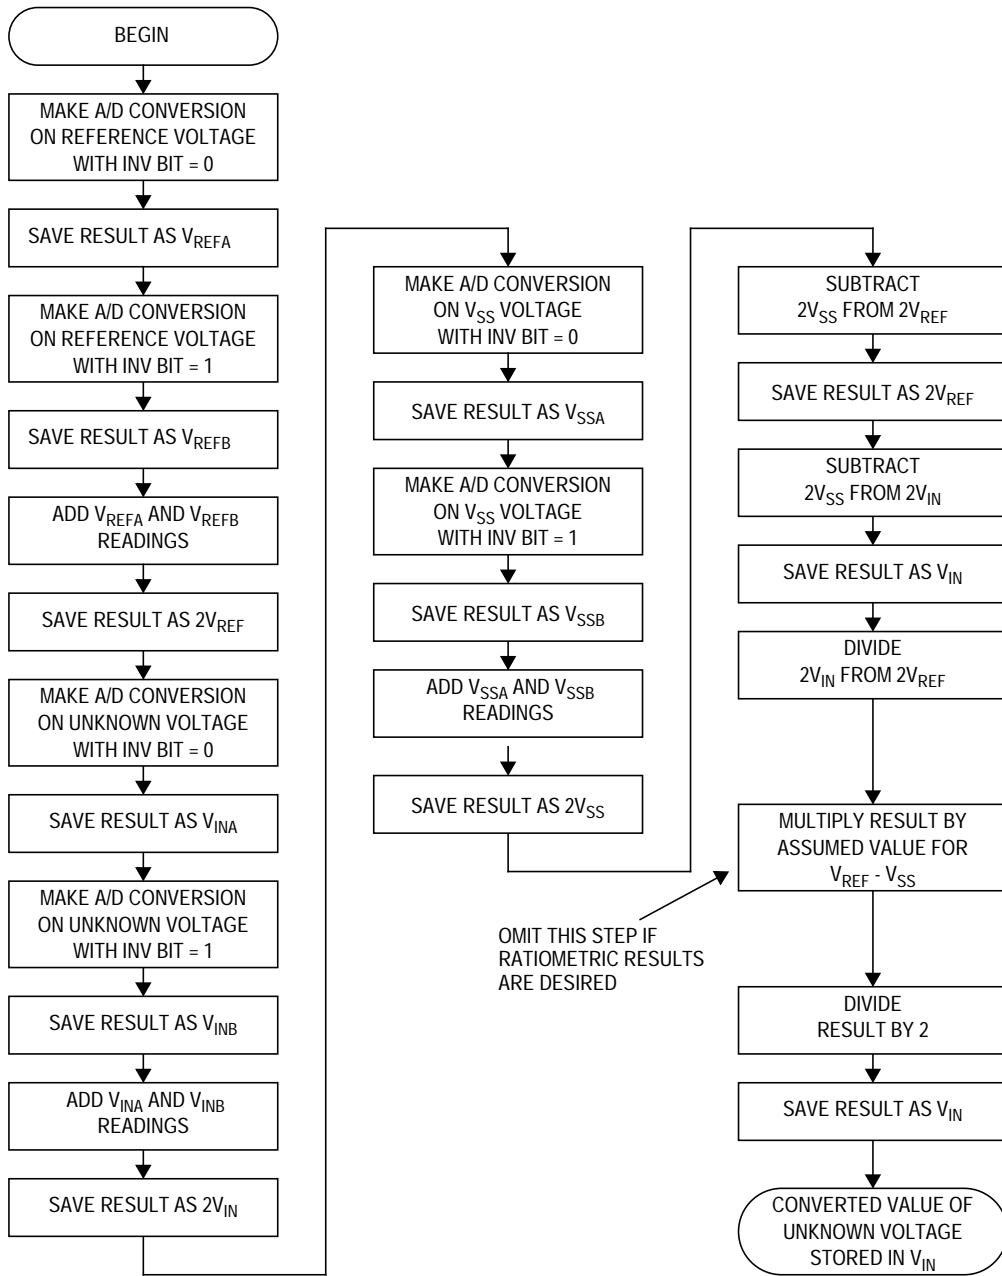 BEGIN
MAKE A/D CONVERSION
ON REFERENCE VOLTAGE
WITH INV BIT = 0
SAVE RESULT AS VREFA
MAKE A/D CONVERSION
ON REFERENCE VOLTAGE
WITH INV BIT = 1
SAVE RESULT AS VREFB
ADD VREFA AND VREFB
READINGS
SAVE RESULT AS 2VREF
MAKE A/D CONVERSION
ON UNKNOWN VOLTAGE
WITH INV BIT = 0
SAVE RESULT AS VINA
MAKE A/D CONVERSION
ON UNKNOWN VOLTAGE
WITH INV BIT = 1
SAVE RESULT AS VINB
ADD VINA AND VINB
READINGS
SAVE RESULT AS 2VIN
MAKE A/D CONVERSION
ON VSS VOLTAGE
WITH INV BIT = 0
SAVE RESULT AS VSSA
MAKE A/D CONVERSION
ON VSS VOLTAGE
WITH INV BIT = 1
SAVE RESULT AS VSSB
ADD VSSA AND VSSB
READINGS
SAVE RESULT AS 2VSS
SUBTRACT
2VSS FROM 2VREF
SAVE RESULT AS 2VREF
SUBTRACT
2VSS FROM 2VIN
SAVE RESULT AS VIN
DIVIDE
2VIN FROM 2VREF
MULTIPLY RESULT BY
ASSUMED VALUE FOR
VREF - VSS
OMIT THIS STEP IF
RATIOMETRIC RESULTS
ARE DESIRED
DIVIDE
RESULT BY 2
SAVE RESULT AS VIN
CONVERTED VALUE OF
UNKNOWN VOLTAGE
STORED IN VIN